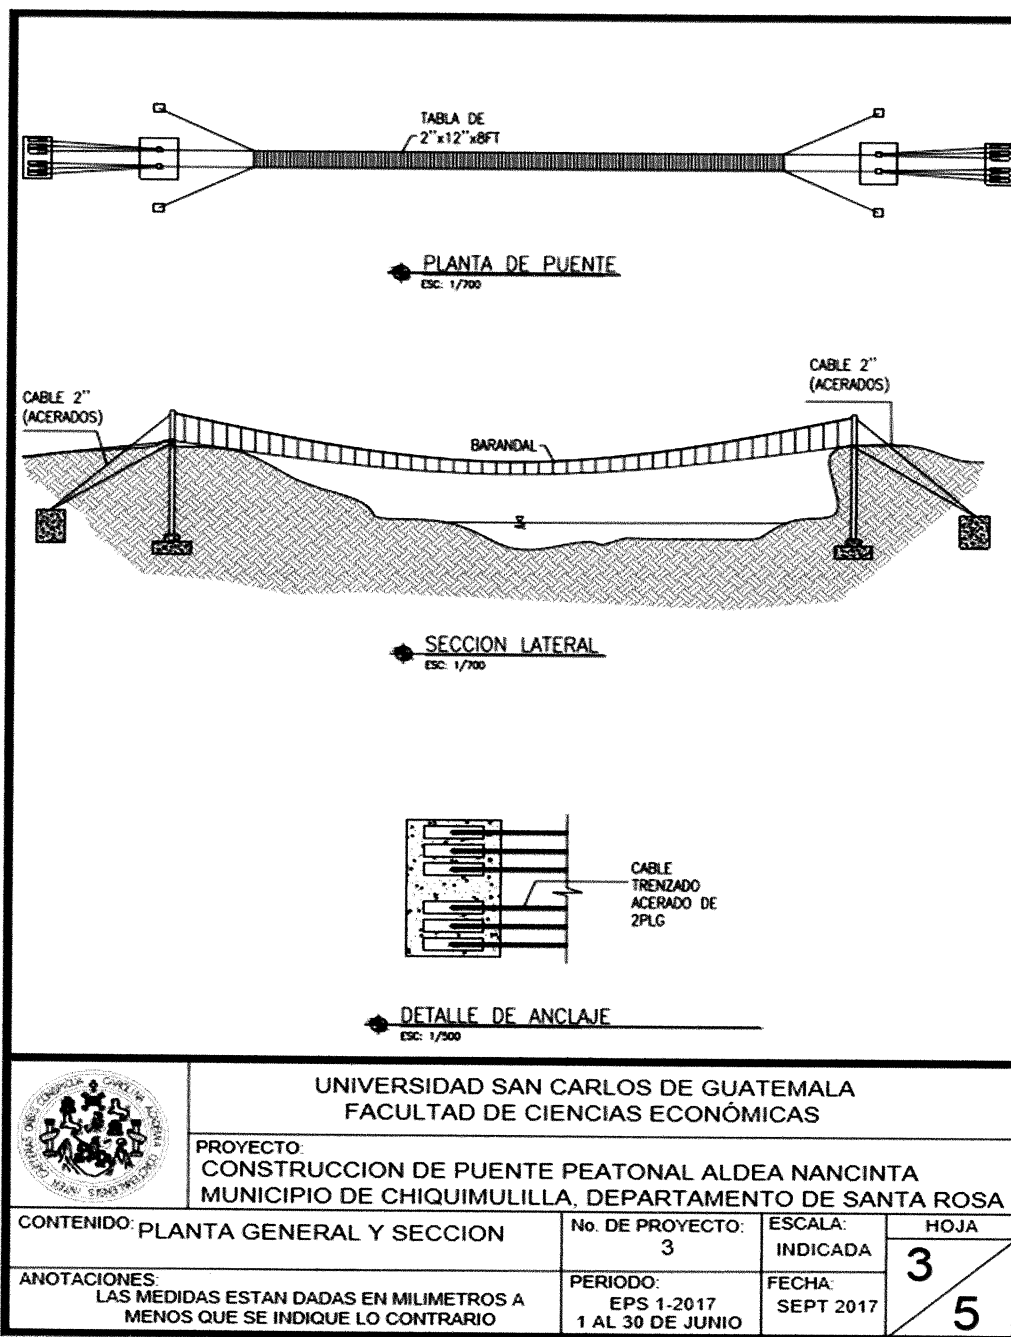 TABLA DE
2"x12"x8FT
PLANTA DE PUENTE
ESC: 1/700
CABLE 2"
(ACERADOS)
CABLE 2"
(ACERADOS)
BARANDAL
SECCION LATERAL
ESC: 1/700
CABLE
TRENZADO
ACERADO DE
2PLG
DETALLE DE ANCLAJE
ESC: 1/500
UNIVERSIDAD SAN CARLOS DE GUATEMALA
FACULTAD DE CIENCIAS ECONÓMICAS
PROYECTO:
CONSTRUCCION DE PUENTE PEATONAL ALDEA NANCINTA
MUNICIPIO DE CHIQUIMULILLA, DEPARTAMENTO DE SANTA ROSA
CONTENIDO: PLANTA GENERAL Y SECCION
No. DE PROYECTO:
3
ESCALA:
INDICADA
HOJA
3
5
ANOTACIONES:
LAS MEDIDAS ESTAN DADAS EN MILIMETROS A
MENOS QUE SE INDIQUE LO CONTRARIO
PERIODO:
EPS 1-2017
1 AL 30 DE JUNIO
FECHA:
SEPT 2017